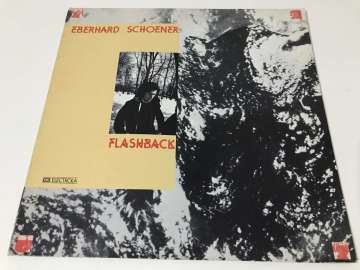 EBERHARD SCHOENER
FLASHBACK
EMI ELECTROLA